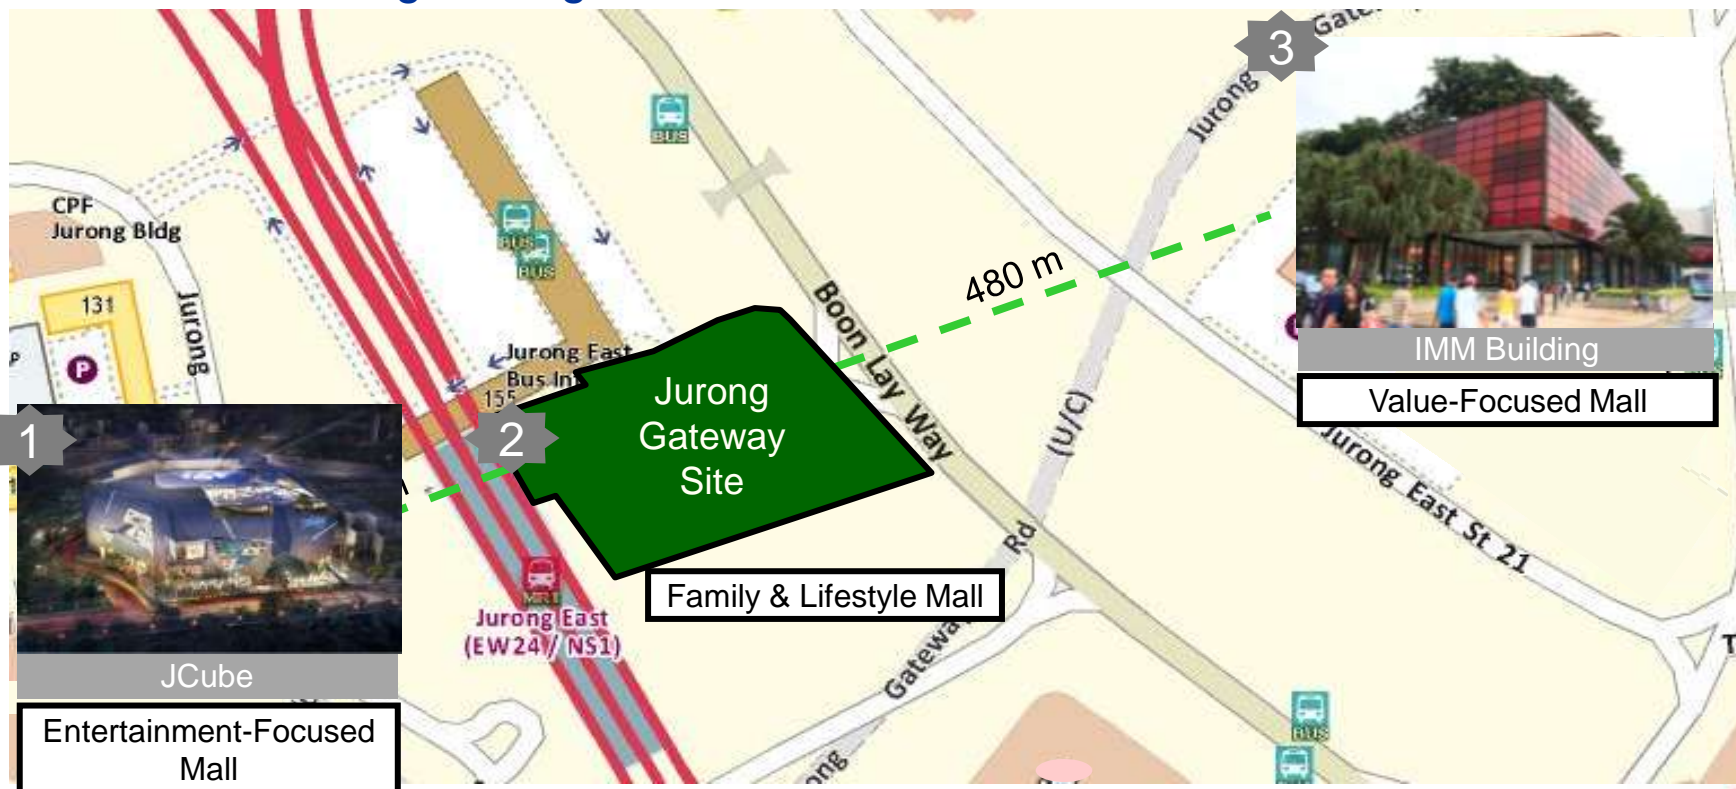 3
CPF
Jurong Bldg
131
Jurong
P
BUS
BUS
BUS
Jurong East
155
Boon Lay Way
480 m
Jurong
(U/C)
IMM Building
Value-Focused Mall
1
2
Jurong
Gateway
Site
Family & Lifestyle Mall
Jurong East
(EW24 / NS1)
JCube
Entertainment-Focused
Mall
Gateway
Rd
Jurong East St 21
BUS